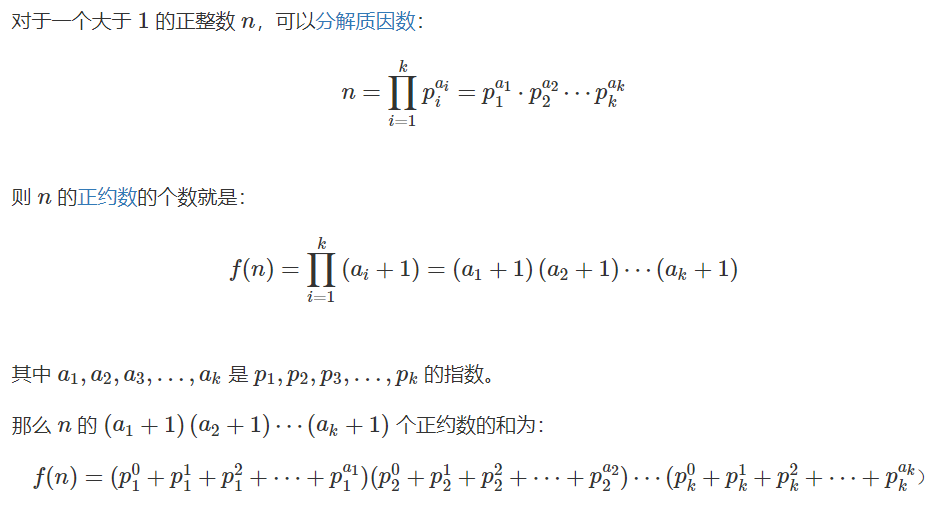 对于一个大于 1 的正整数 n，可以分解质因数：
$n = \prod_{i=1}^{k} p_i^{a_i} = p_1^{a_1} \cdot p_2^{a_2} \cdots p_k^{a_k}$
则 n 的正约数的个数就是：
$f(n) = \prod_{i=1}^{k} (a_i + 1) = (a_1 + 1)(a_2 + 1) \cdots (a_k + 1)$
其中 $a_1, a_2, a_3, \ldots, a_k$ 是 $p_1, p_2, p_3, \ldots, p_k$ 的指数。
那么 n 的 $(a_1 + 1)(a_2 + 1) \cdots (a_k + 1)$ 个正约数的和为：
$f(n) = (p_1^0 + p_1^1 + p_1^2 + \cdots + p_1^{a_1})(p_2^0 + p_2^1 + p_2^2 + \cdots + p_2^{a_2}) \cdots (p_k^0 + p_k^1 + p_k^2 + \cdots + p_k^{a_k}$）